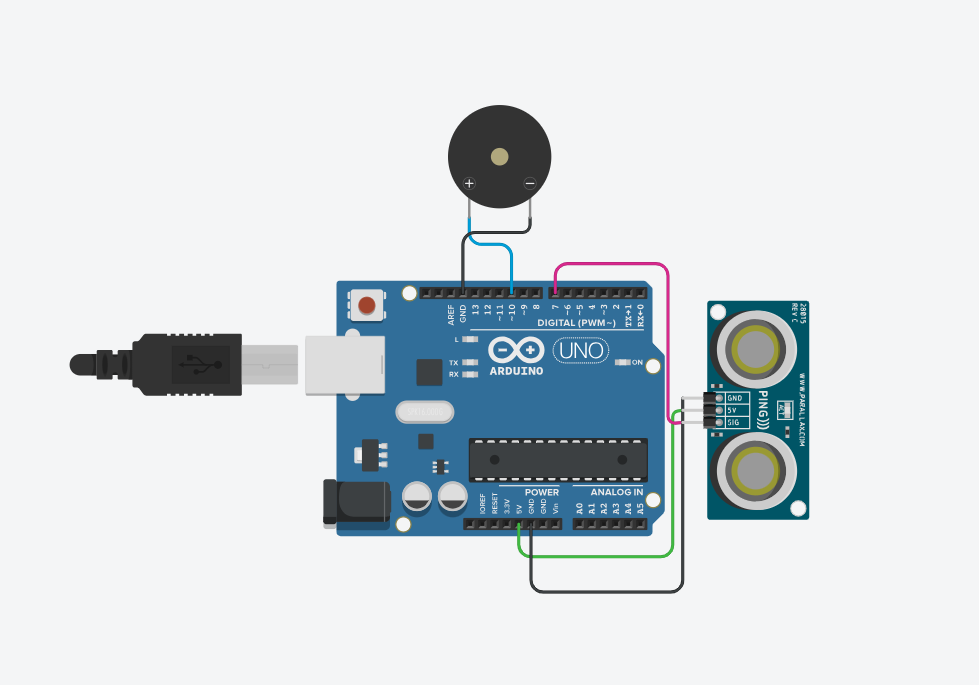 + −
AREF
GND
13
12
~11
~10
~9
8
7
~6
~5
4
~3
2
TX→1
RX←0
DIGITAL (PWM~)
L
TX
RX
ARDUINO
UNO
ON
IOREF
RESET
3.3V
5V
GND
GND
Vin
POWER
ANALOG IN
A0
A1
A2
A3
A4
A5
28015
REV C
GND
5V
SIG
PING)))
WWW.PARALLAX.COM